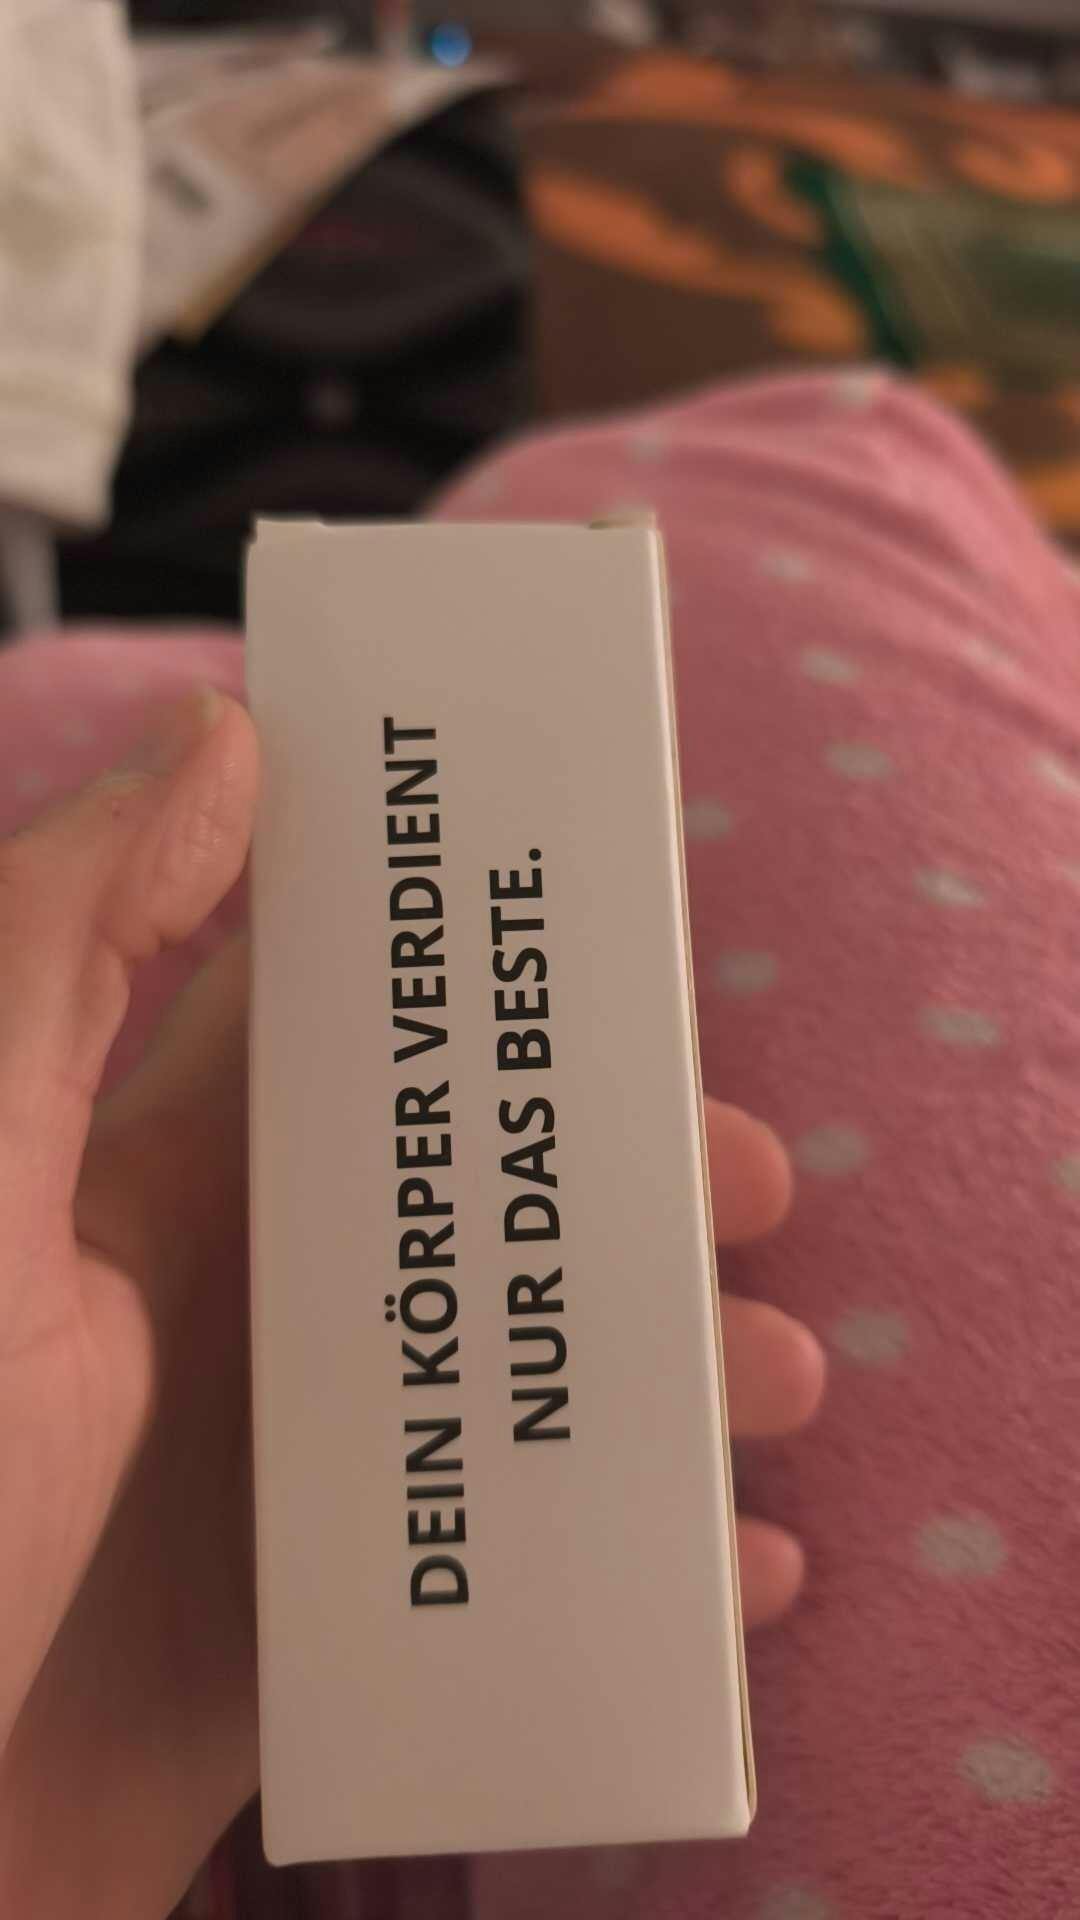 DEIN KÖRPER VERDIENT
NUR DAS BESTE.